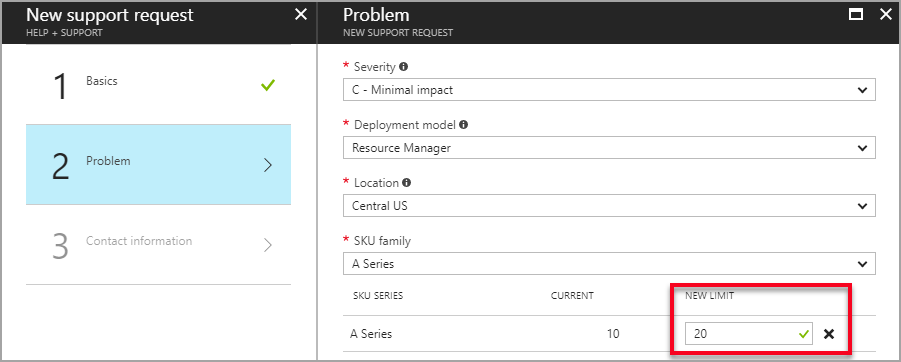 New support request
HELP + SUPPORT
1 Basics
2 Problem
3 Contact information
Problem
NEW SUPPORT REQUEST
* Severity
C - Minimal impact
* Deployment model
Resource Manager
* Location
Central US
* SKU family
A Series
SKU SERIES CURRENT NEW LIMIT
A Series 10 20